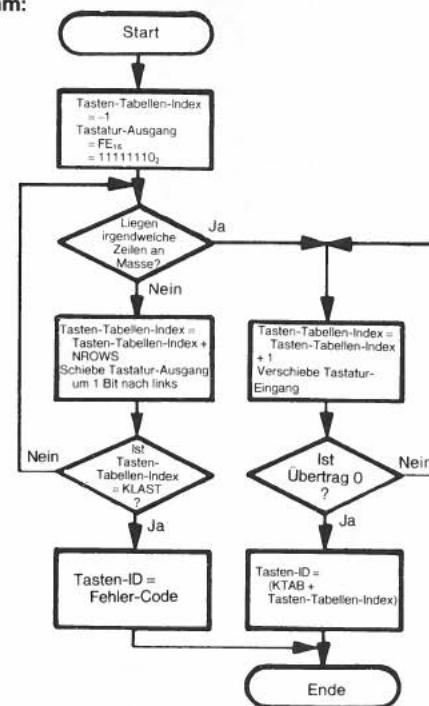 am:
Start
Tasten-Tabellen-Index
= -1
Tastatur-Ausgang
= FE₁₆
= 11111110₂
Liegen
irgendwelche
Zeilen an
Masse?
Ja
Nein
Tasten-Tabellen-Index =
Tasten-Tabellen-Index +
NROWS
Schiebe Tastatur-Ausgang
um 1 Bit nach links
Tasten-Tabellen-Index =
Tasten-Tabellen-Index
+ 1
Verschiebe Tastatur-
Eingang
Nein
Ist
Tasten-
Tabellen-Index
= KLAST
?
Ja
Ist
Übertrag 0
?
Nein
Ja
Tasten-ID =
Fehler-Code
Tasten-ID =
(KTAB +
Tasten-Tabellen-Index)
Ende